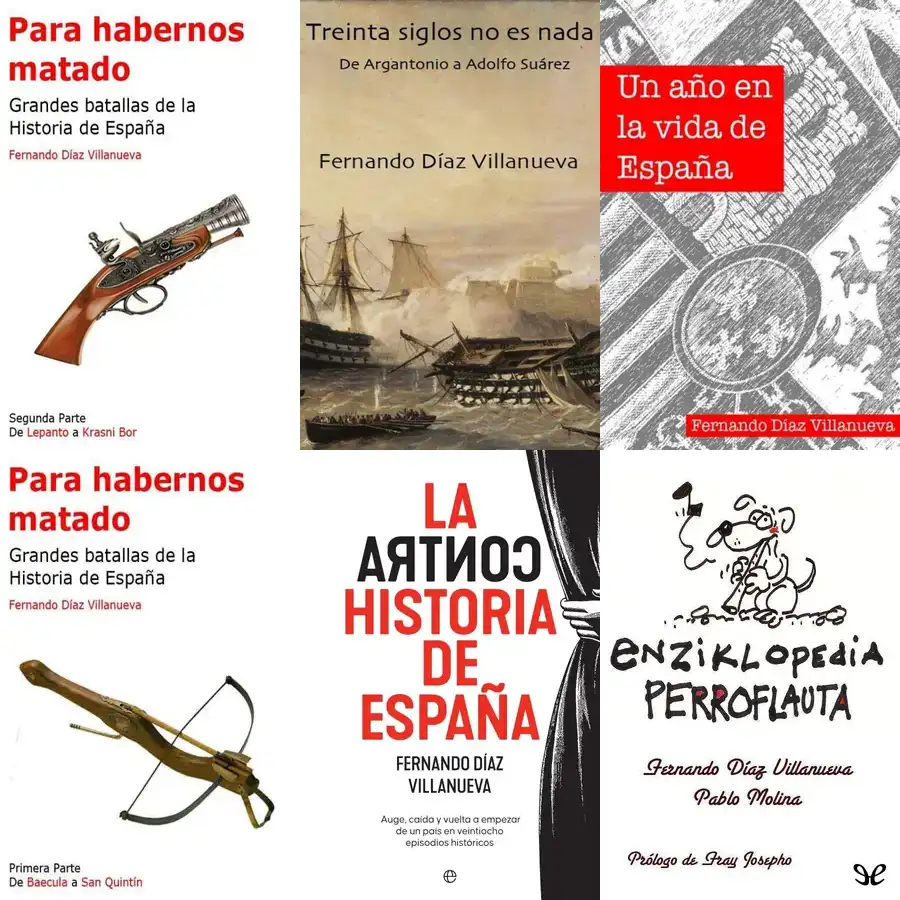 Para habernos
matado
Grandes batallas de la
Historia de España
Fernando Díaz Villanueva
Segunda Parte
De Lepanto a Krasni Bor
Treinta siglos no es nada
De Argantonio a Adolfo Suárez
Fernando Díaz Villanueva
Un año en
la vida de
España
Fernando Díaz Villanueva
Para habernos
matado
Grandes batallas de la
Historia de España
Fernando Díaz Villanueva
Primera Parte
De Baecula a San Quintín
LA
CONTRA
HISTORIA
DE
ESPAÑA
FERNANDO DÍAZ
VILLANUEVA
Auge, caída y vuelta a empezar
de un país en veintiocho
episodios históricos
enziklopedia
PERROFLAUTA
Fernando Díaz Villanueva
Pablo Molina
Prólogo de Fray Josepho